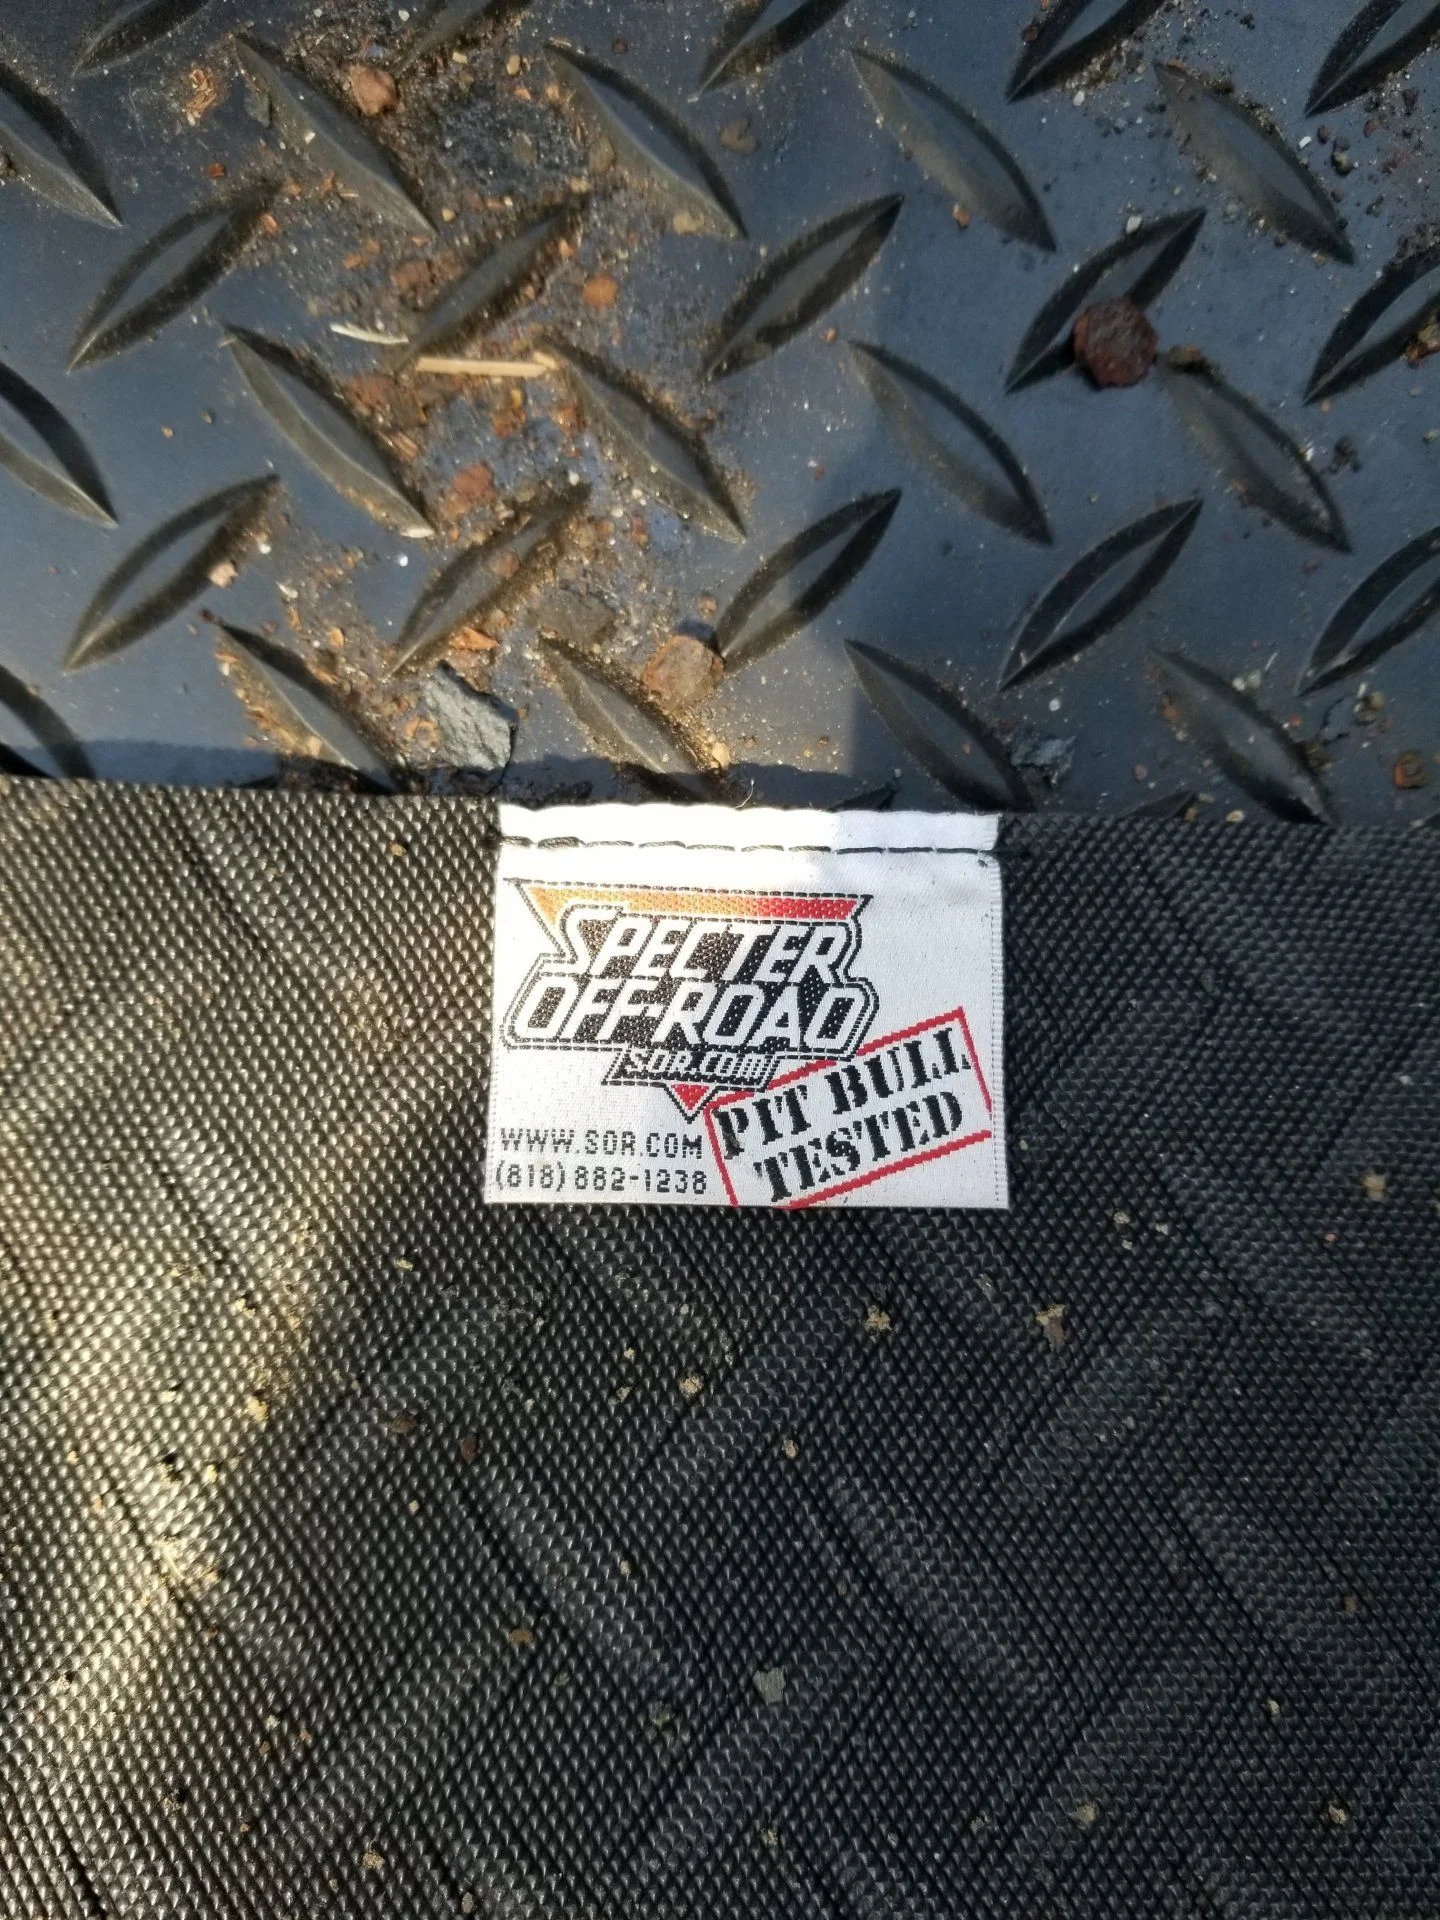 SPECTER
OFF-ROAD
SOR.COM
PIT BULL
TESTED
WWW.SOR.COM
(818) 882-1238